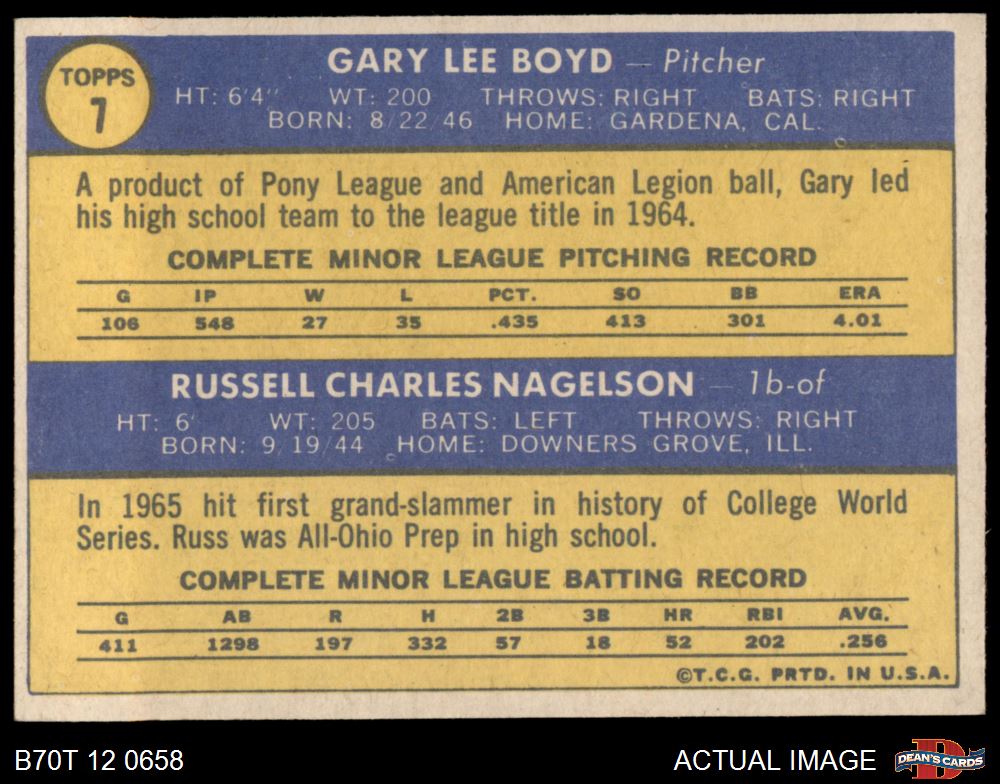 TOPPS
7
GARY LEE BOYD — Pitcher
HT: 6'4" WT: 200 THROWS: RIGHT BATS: RIGHT
BORN: 8/22/46 HOME: GARDENA, CAL.
A product of Pony League and American Legion ball, Gary led
his high school team to the league title in 1964.
COMPLETE MINOR LEAGUE PITCHING RECORD
G IP W L PCT. SO BB ERA
106 548 27 35 .435 413 301 4.01
RUSSELL CHARLES NAGELSON — 1b-of
HT: 6' WT: 205 BATS: LEFT THROWS: RIGHT
BORN: 9/19/44 HOME: DOWNERS GROVE, ILL.
In 1965 hit first grand-slammer in history of College World
Series. Russ was All-Ohio Prep in high school.
COMPLETE MINOR LEAGUE BATTING RECORD
G AB R H 2B 3B HR RBI AVG.
411 1298 197 332 57 18 52 202 .256
©T.C.G. PRTD. IN U.S.A.
B70T 12 0658 ACTUAL IMAGE DEAN'S CARDS